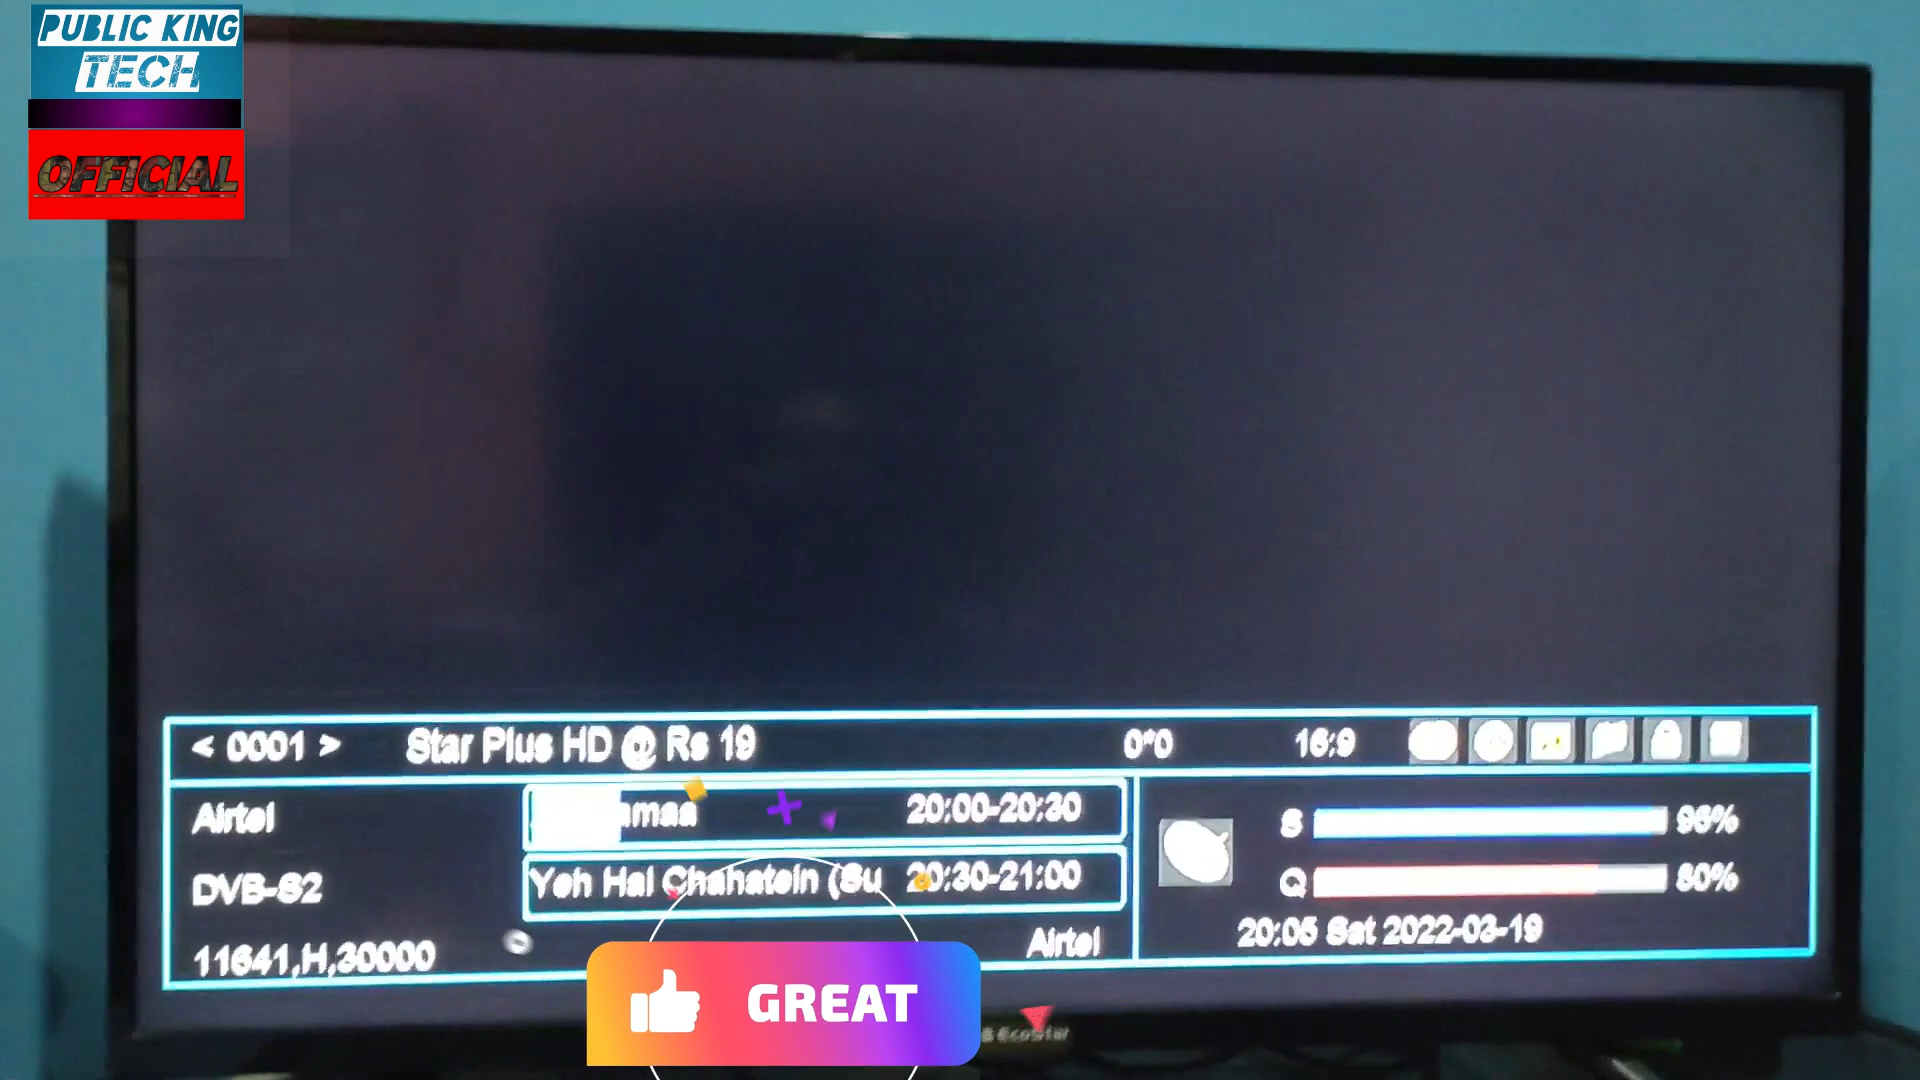 PUBLIC KING
TECH
OFFICIAL
< 0001 > Star Plus HD @ Rs 19 0*0 16:9
Airtel
20:00-20:30
S 96%
DVB-S2
Yeh Hai Chahatein (Su 20:30-21:00
Q 80%
11641,H,30000
Airtel
20:05 Sat 2022-03-19
GREAT
EcoStar